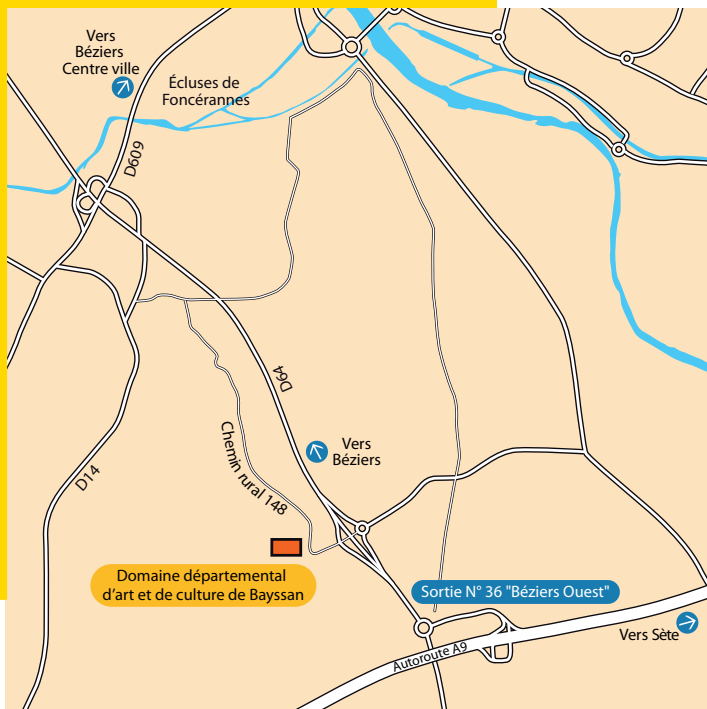 Vers
Béziers
Centre ville
Écluses de
Foncérannes
D609
D64
Vers
Béziers
Chemin rural 148
D14
Domaine départemental
d'art et de culture de Bayssan
Sortie N° 36 "Béziers Ouest"
Vers Sète
Autoroute A9